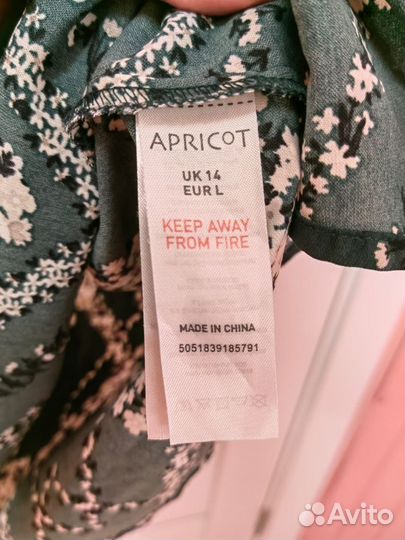 APRICOT
UK 14
EUR L
KEEP AWAY
FROM FIRE
MADE IN CHINA
5051839185791
Avito